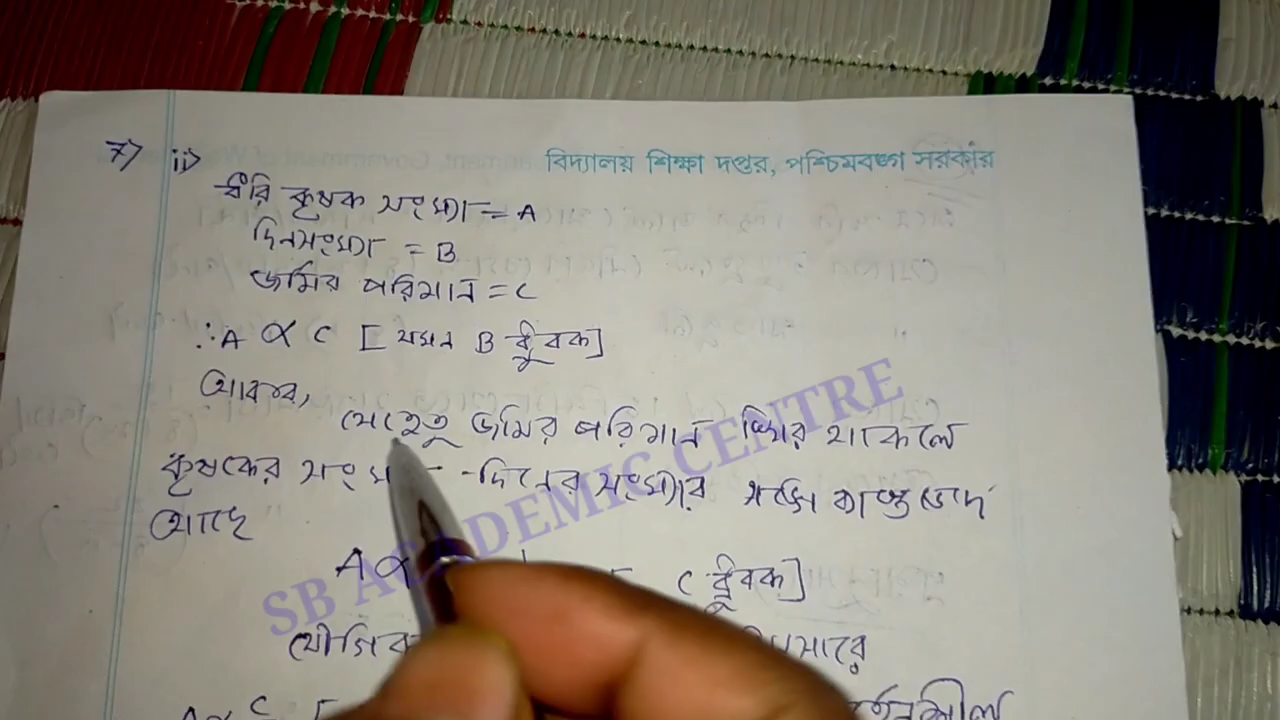 7> ii>
বিদ্যালয় শিক্ষা দপ্তর, পশ্চিমবঙ্গ সরকার
ধরি কৃষক সংখ্যা = A
দিনসংখ্যা = B
জমির পরিমান = C
∴ A ∝ C [ যখন B ধ্রুবক]
আবার,
যেহেতু জমির পরিমান স্থির থাকলে
কৃষকের দিনের সংখ্যার সঙ্গে ব্যস্তভেদে
আছে
A ∝ C ধ্রুবক]
SB ACADEMIC CENTRE